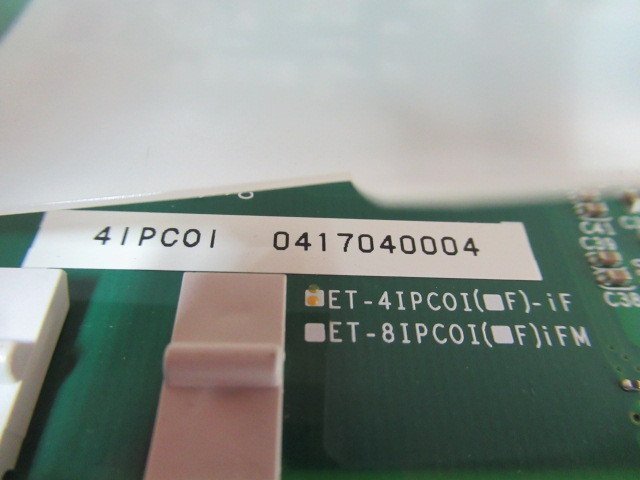 4IPCOI 0417040004
ET-4IPCOI(■F)-iF
ET-8IPCOI(■F)iFM